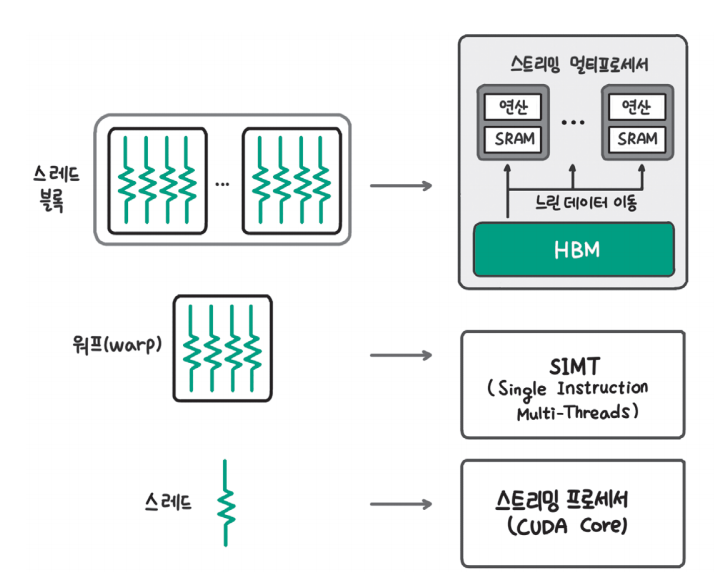 스트리밍 멀티프로세서
연산
SRAM
...
연산
SRAM
느린 데이터 이동
HBM
스레드
블록
...
워프(warp)
SIMT
(Single Instruction
Multi-Threads)
스레드
스트리밍 프로세서
(CUDA Core)